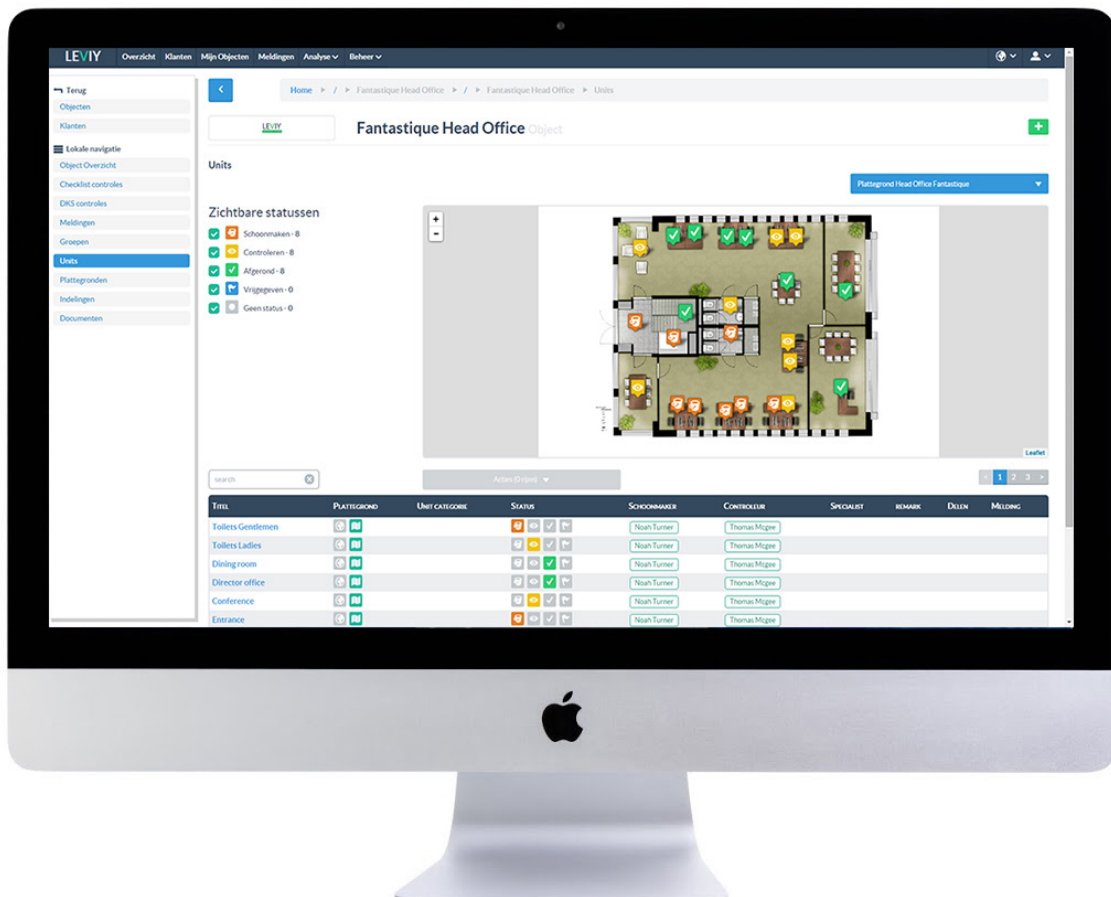 LEVIY Overzicht Klanten Mijn Objecten Meldingen Analyse Beheer
Terug
Objecten
Klanten
Lokale navigatie
Object Overzicht
Checklist controles
DKS controles
Meldingen
Groepen
Units
Plattegronden
Indelingen
Documenten
Home / Fantastique Head Office / Fantastique Head Office Units
LEVIY
Fantastique Head Office Object
+
Units
Plattegrond Head Office Fantastique
Zichtbare statussen
Schoonmaken - 8
Controleren - 8
Afgerond - 8
Vrijgegeven - 0
Geen status - 0
+
-
Leaflet
search
Acties (0 rijen)
1 2 3
TITEL PLATTEGROND UNIT CATEGORIE STATUS SCHOONMAKER CONTROLEUR SPECIALIST REMARK DELEN MELDING
Toilets Gentlemen Noah Turner Thomas Mcgee
Toilets Ladies Noah Turner Thomas Mcgee
Dining room Noah Turner Thomas Mcgee
Director office Noah Turner Thomas Mcgee
Conference Noah Turner Thomas Mcgee
Entrance Noah Turner Thomas Mcgee